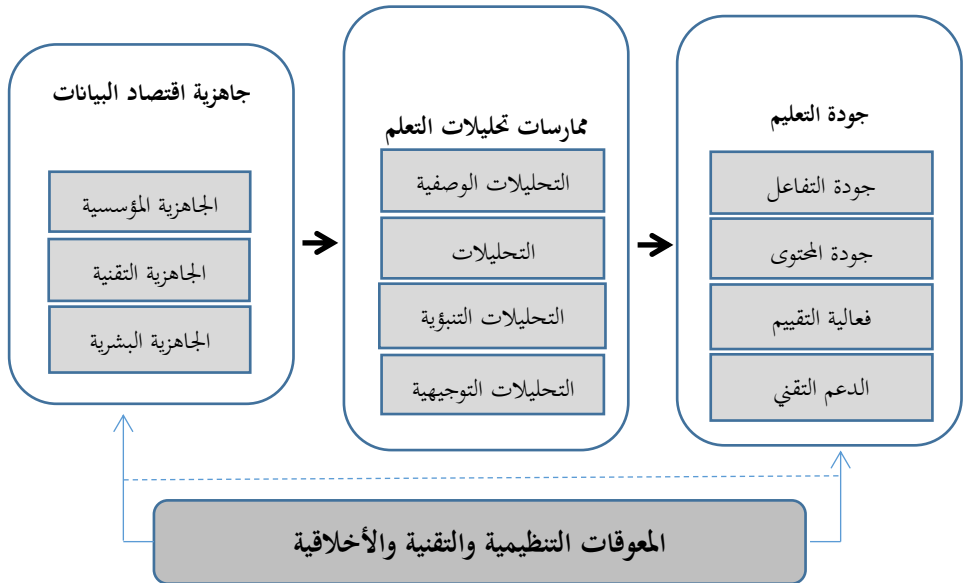 جاهزية اقتصاد البيانات
الجاهزية المؤسسية
الجاهزية التقنية
الجاهزية البشرية
ممارسات تحليلات التعلم
التحليلات الوصفية
التحليلات
التحليلات التنبؤية
التحليلات التوجيهية
جودة التعليم
جودة التفاعل
جودة المحتوى
فعالية التقييم
الدعم التقني
المعوقات التنظيمية والتقنية والأخلاقية